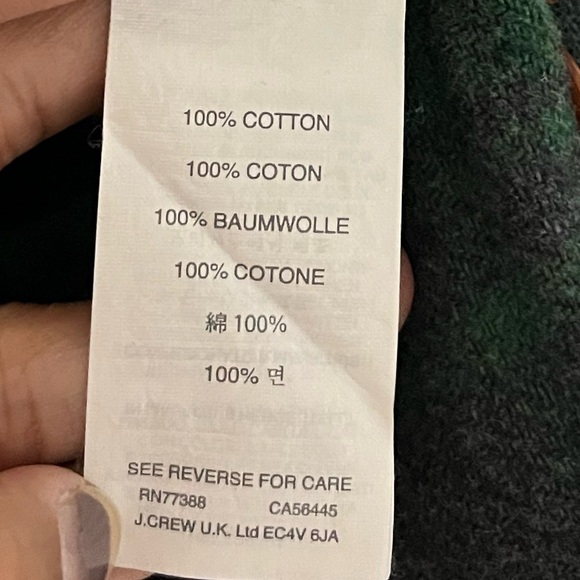 100% COTTON
100% COTON
100% BAUMWOLLE
100% COTONE
綿 100%
100% 면
SEE REVERSE FOR CARE
RN77388 CA56445
J.CREW U.K. Ltd EC4V 6JA